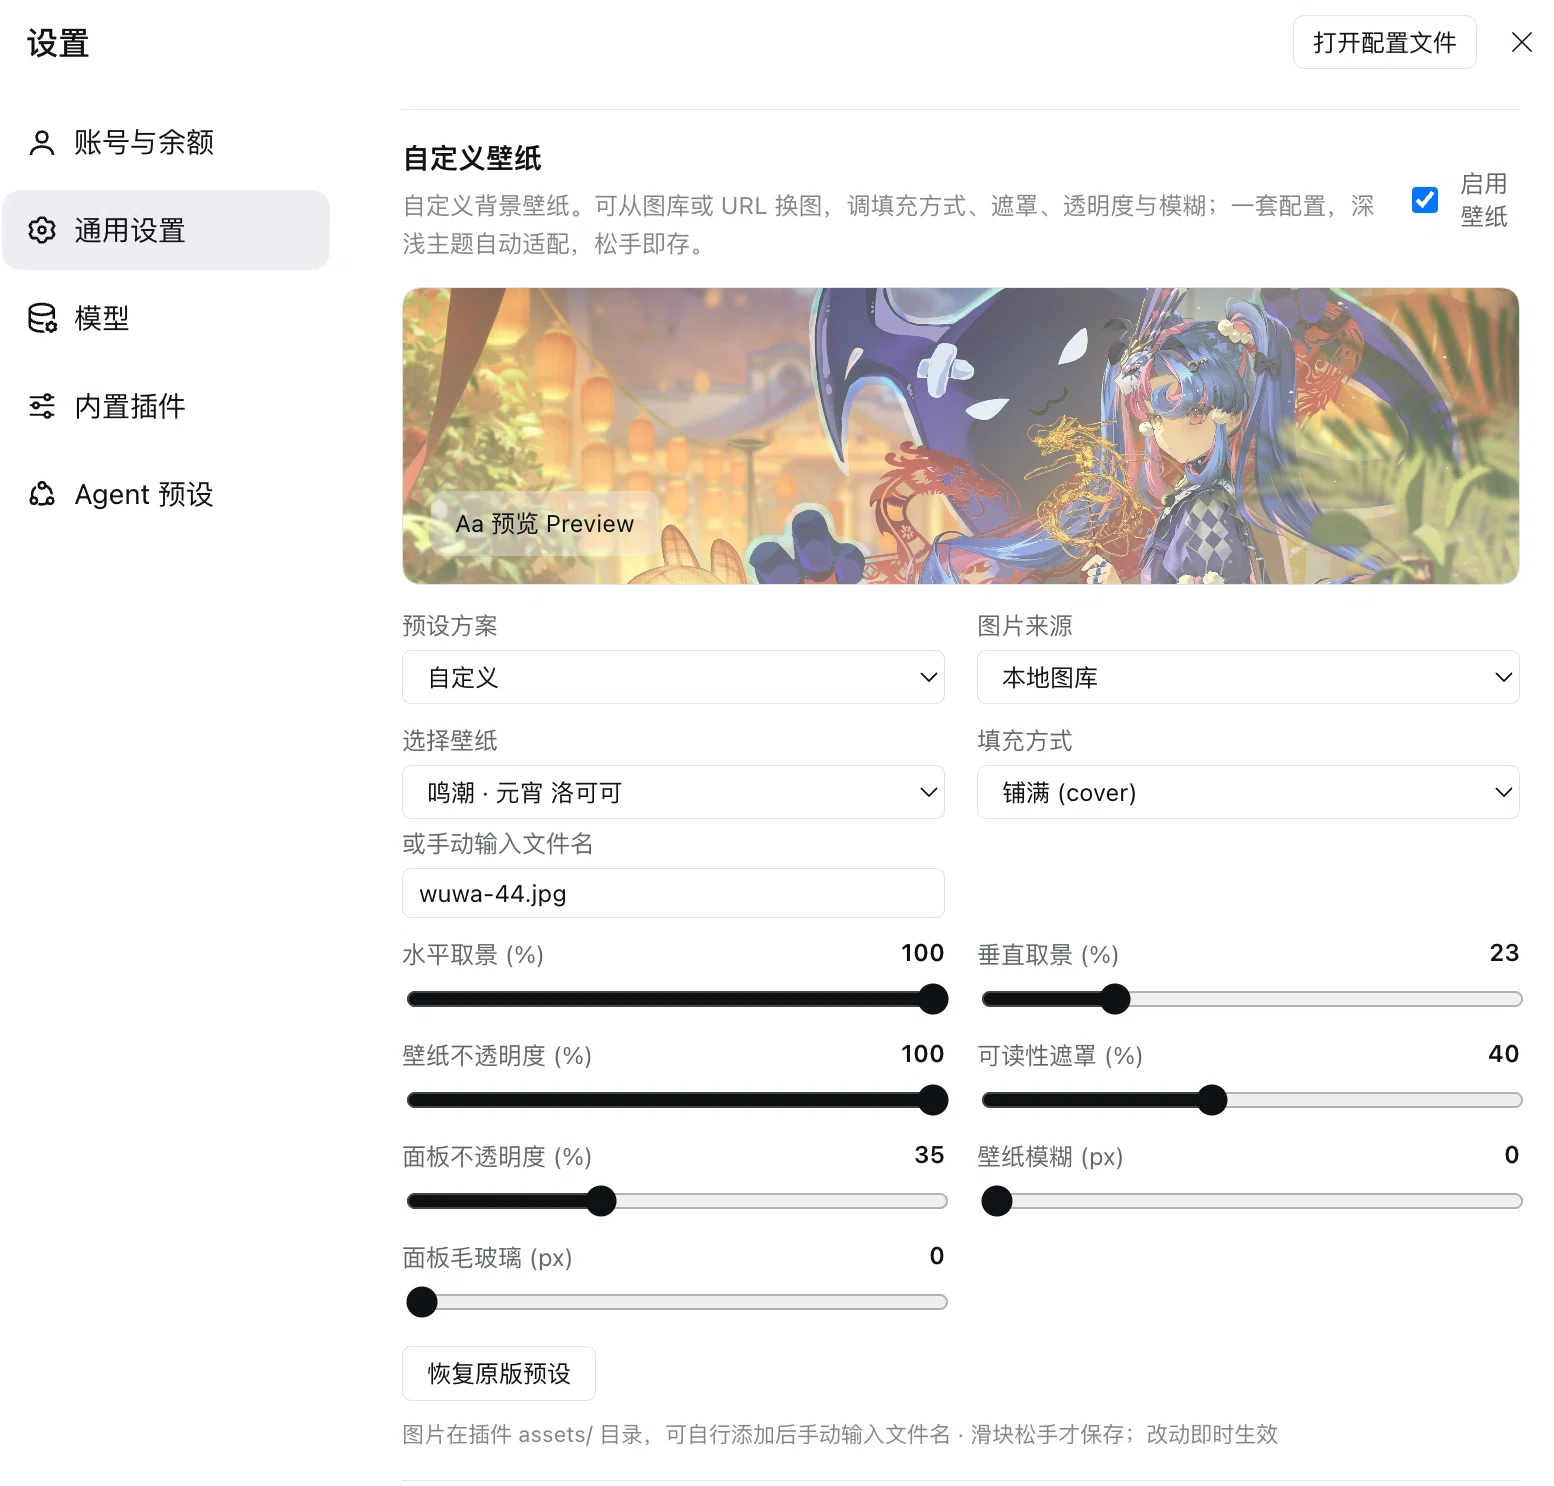 设置
打开配置文件
账号与余额
通用设置
模型
内置插件
Agent 预设
自定义壁纸
自定义背景壁纸。可从图库或 URL 换图，调填充方式、遮罩、透明度与模糊；一套配置，深
浅主题自动适配，松手即存。
启用
壁纸
Aa 预览 Preview
预设方案
自定义
图片来源
本地图库
选择壁纸
鸣潮 · 元宵 洛可可
填充方式
铺满 (cover)
或手动输入文件名
wuwa-44.jpg
水平取景 (%)
100
垂直取景 (%)
23
壁纸不透明度 (%)
100
可读性遮罩 (%)
40
面板不透明度 (%)
35
壁纸模糊 (px)
0
面板毛玻璃 (px)
0
恢复原版预设
图片在插件 assets/ 目录，可自行添加后手动输入文件名 · 滑块松手才保存；改动即时生效